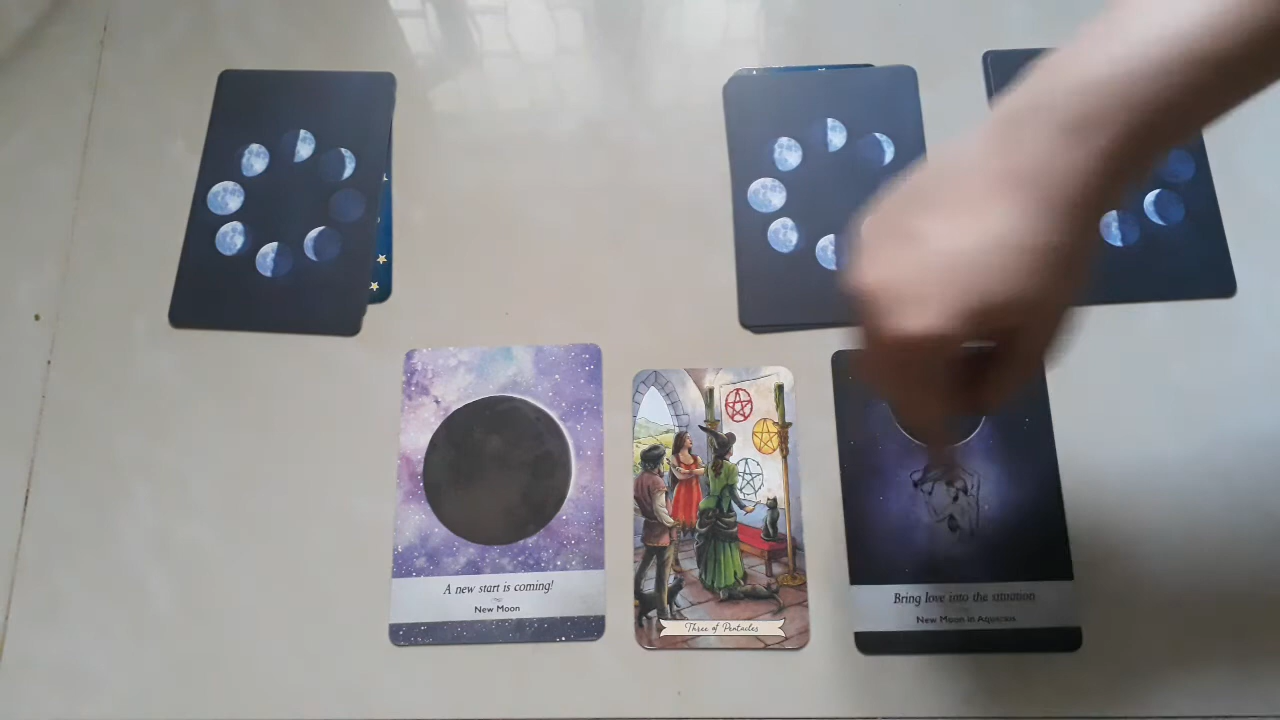 A new start is coming!
New Moon
Three of Pentacles
Bring love into the situation
New Moon in Aquarius